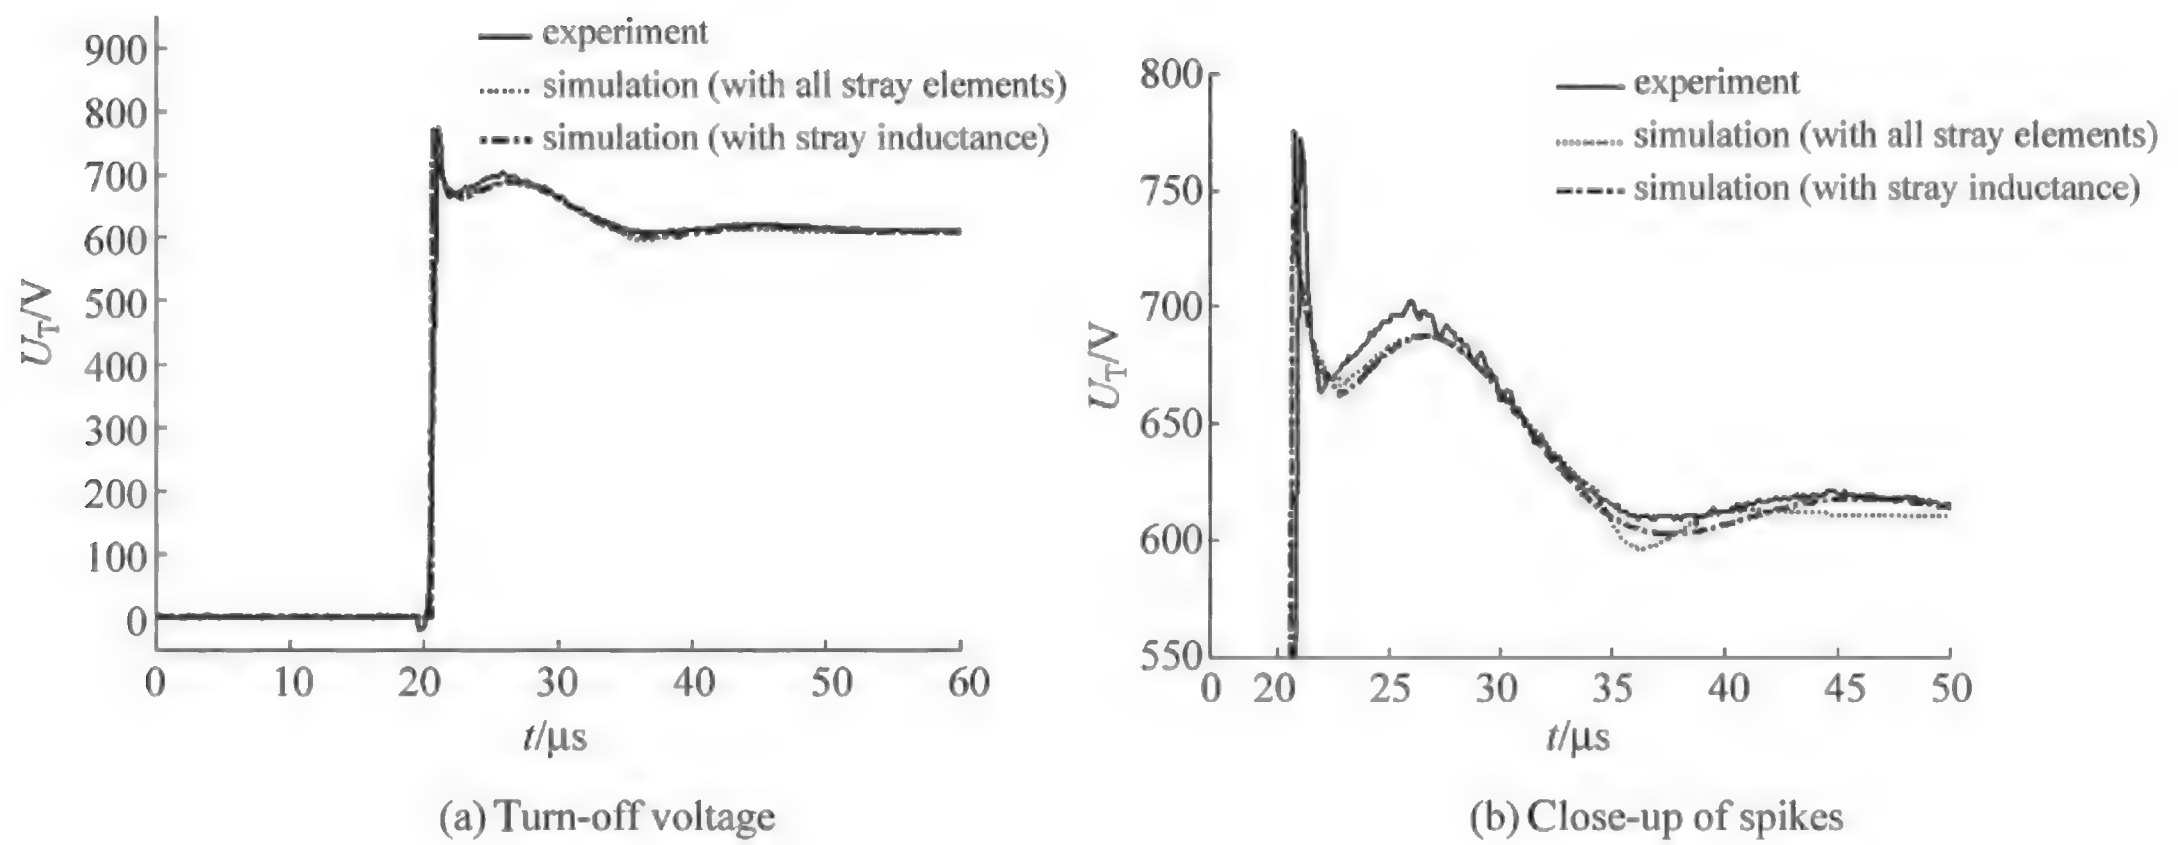 900
800
700
600
500
400
300
200
100
0
U_T/V
experiment
simulation (with all stray elements)
simulation (with stray inductance)
0 10 20 30 40 50 60
t/μs
(a) Turn-off voltage
800
750
700
650
600
550
U_T/V
experiment
simulation (with all stray elements)
simulation (with stray inductance)
0 20 25 30 35 40 45 50
t/μs
(b) Close-up of spikes